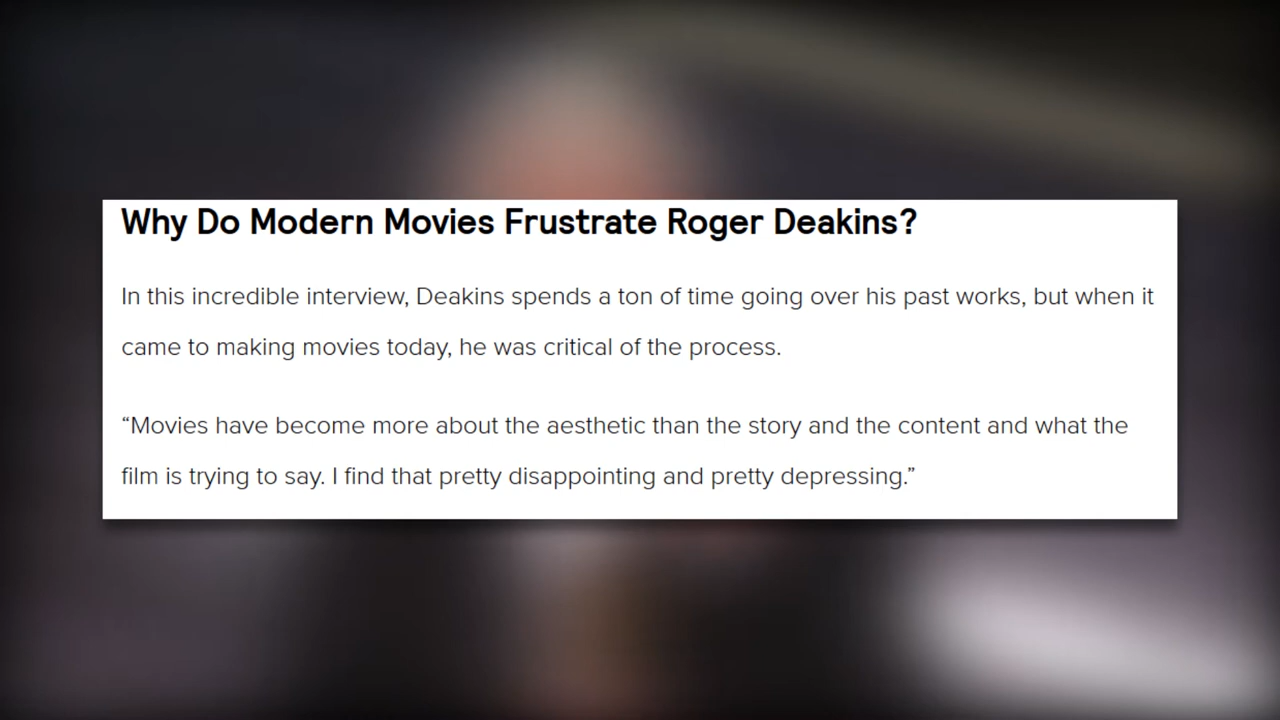 Why Do Modern Movies Frustrate Roger Deakins?
In this incredible interview, Deakins spends a ton of time going over his past works, but when it
came to making movies today, he was critical of the process.
“Movies have become more about the aesthetic than the story and the content and what the
film is trying to say. I find that pretty disappointing and pretty depressing.”